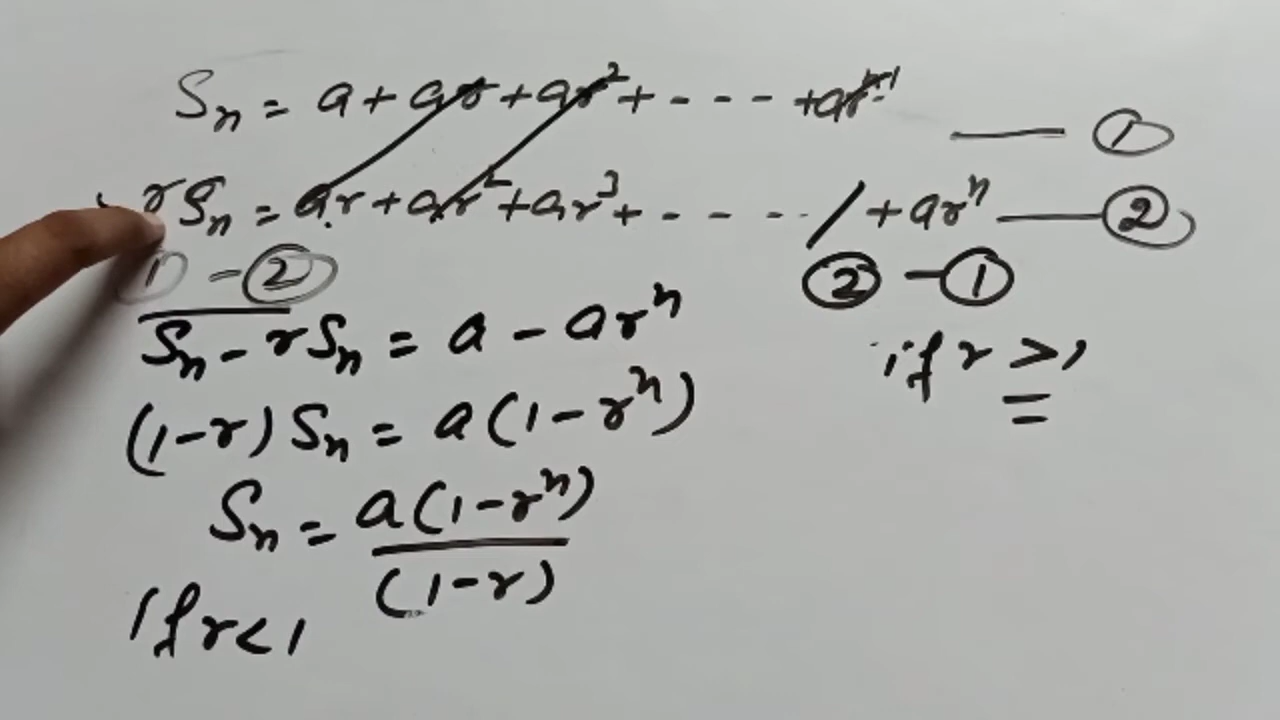 Sn = a + ar + ar² + - - - - + arⁿ⁻¹ —— ①
rSn = ar + ar² + ar³ + - - - - - + arⁿ —— ②
① - ②
② - ①
Sn - rSn = a - arⁿ
if r > 1
(1-r) Sn = a (1 - rⁿ)
Sn = a(1-rⁿ) / (1-r)
If r < 1